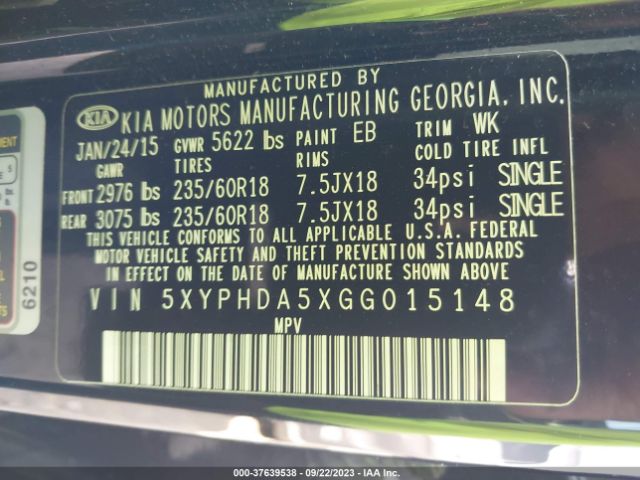 MANUFACTURED BY
KIA KIA MOTORS MANUFACTURING GEORGIA, INC.
JAN/24/15 GVWR 5622 lbs PAINT EB TRIM WK
GAWR TIRES RIMS COLD TIRE INFL
FRONT 2976 lbs 235/60R18 7.5JX18 34psi SINGLE
REAR 3075 lbs 235/60R18 7.5JX18 34psi SINGLE
THIS VEHICLE CONFORMS TO ALL APPLICABLE U.S.A. FEDERAL
MOTOR VEHICLE SAFETY AND THEFT PREVENTION STANDARDS
IN EFFECT ON THE DATE OF MANUFACTURE SHOWN ABOVE
VIN 5XYPHDA5XGG015148
MPV
6210
000-37639538 - 09/22/2023 - IAAI.COM